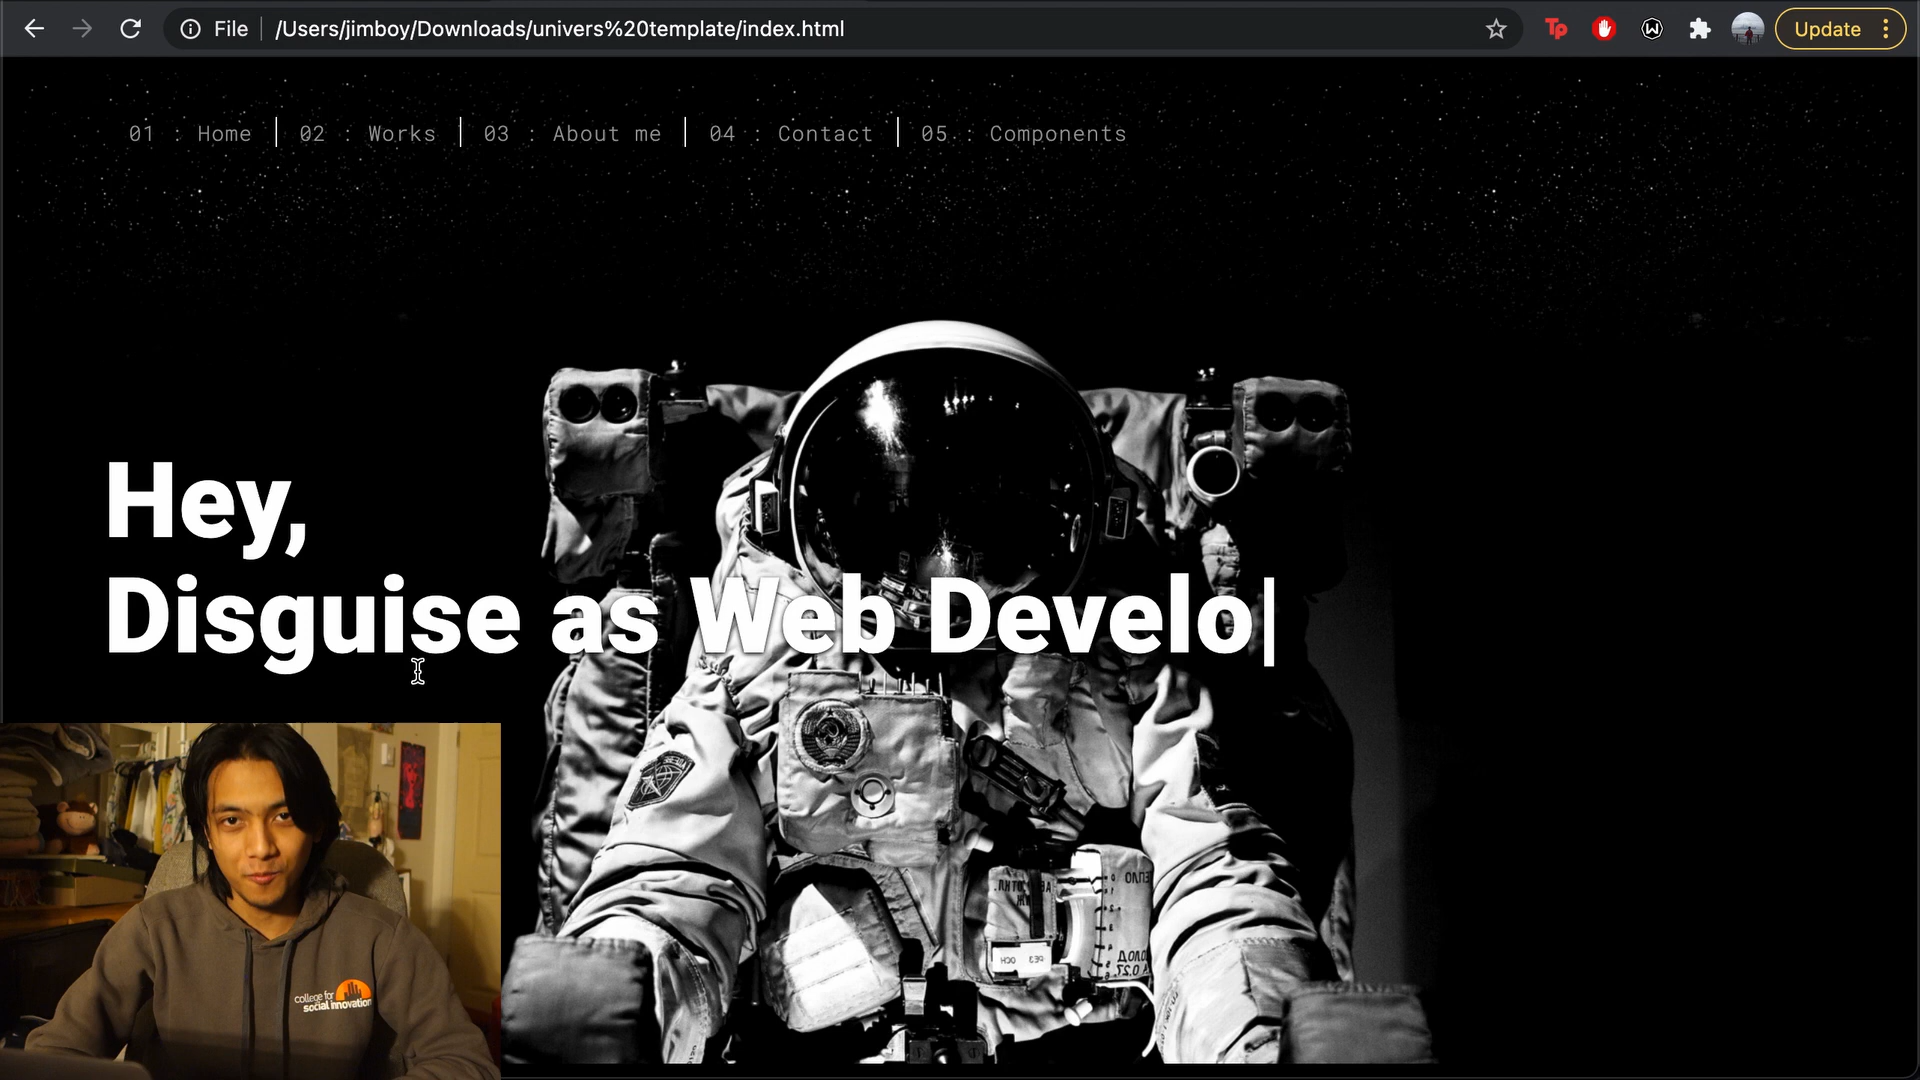 File /Users/jimboy/Downloads/univers%20template/index.html
Tp
Update
01 : Home
02 : Works
03 : About me
04 : Contact
05 : Components
Hey,
Disguise as Web Develo|
college for
social innovation